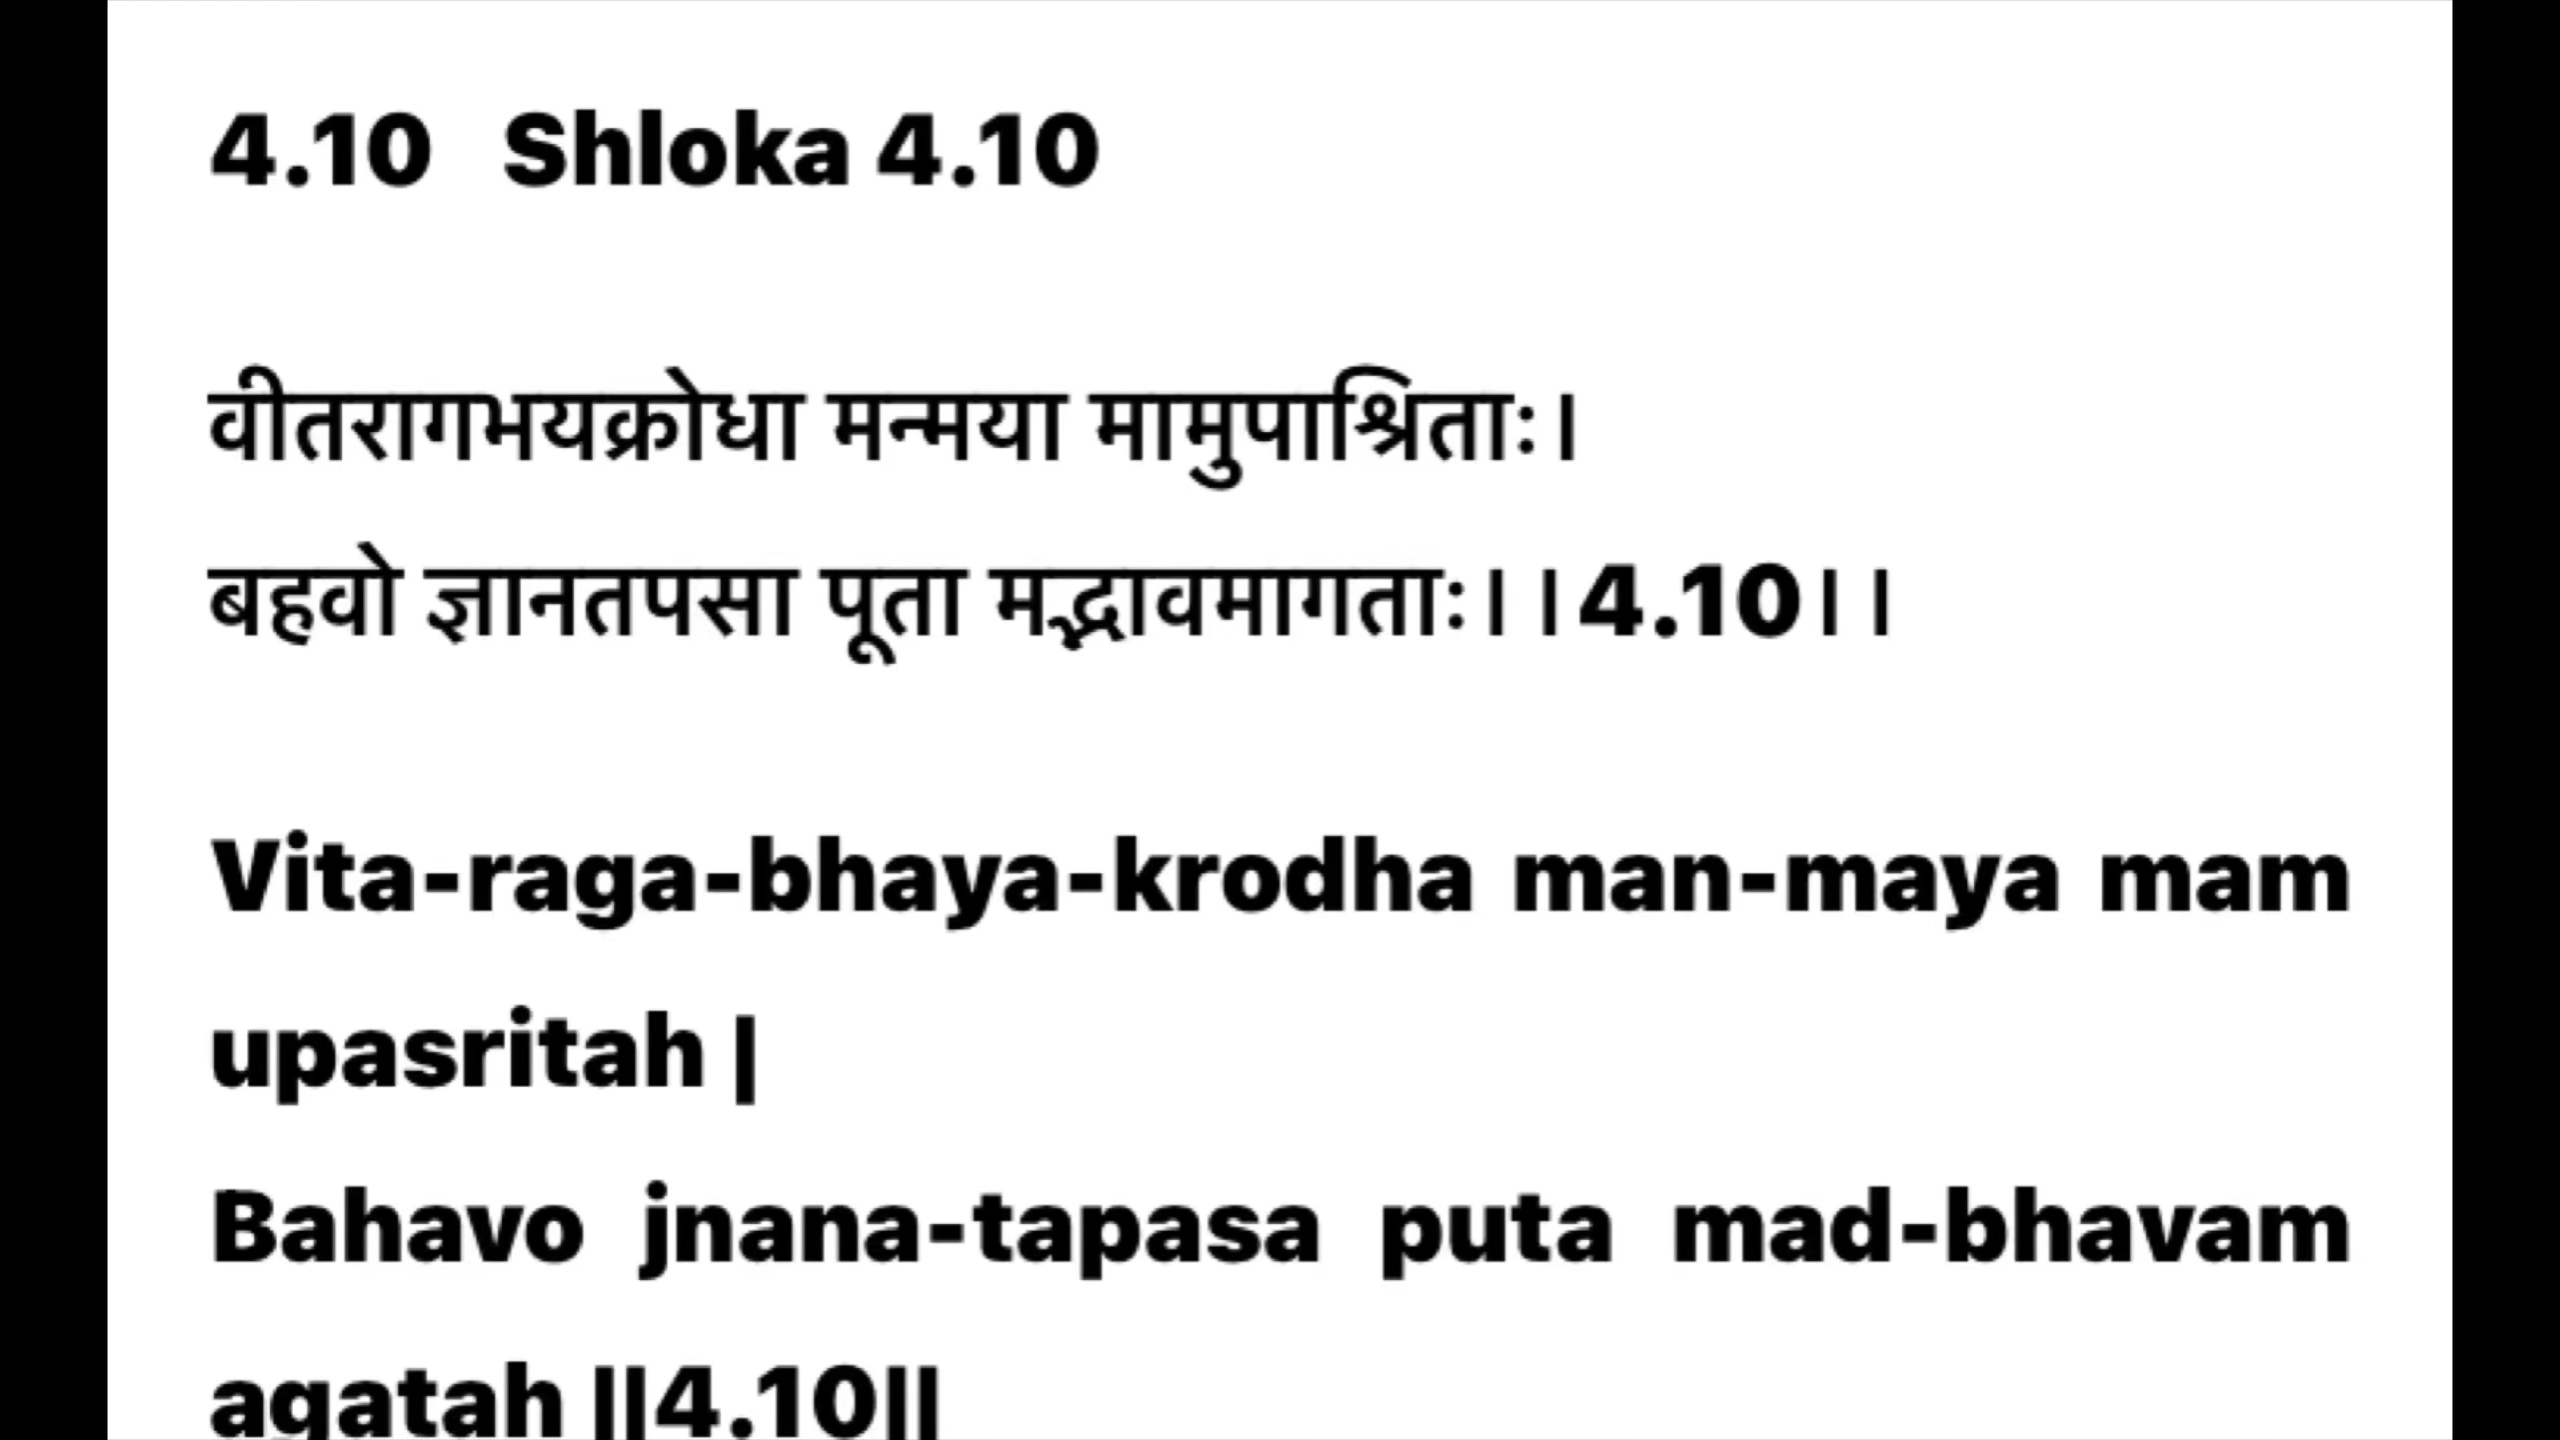 4.10 Shloka 4.10
वीतरागभयक्रोधा मन्मया मामुपाश्रिताः।
बहवो ज्ञानतपसा पूता मद्भावमागताः।।4.10।।
Vita-raga-bhaya-krodha man-maya mam
upasritah |
Bahavo jnana-tapasa puta mad-bhavam
agatah ||4.10||